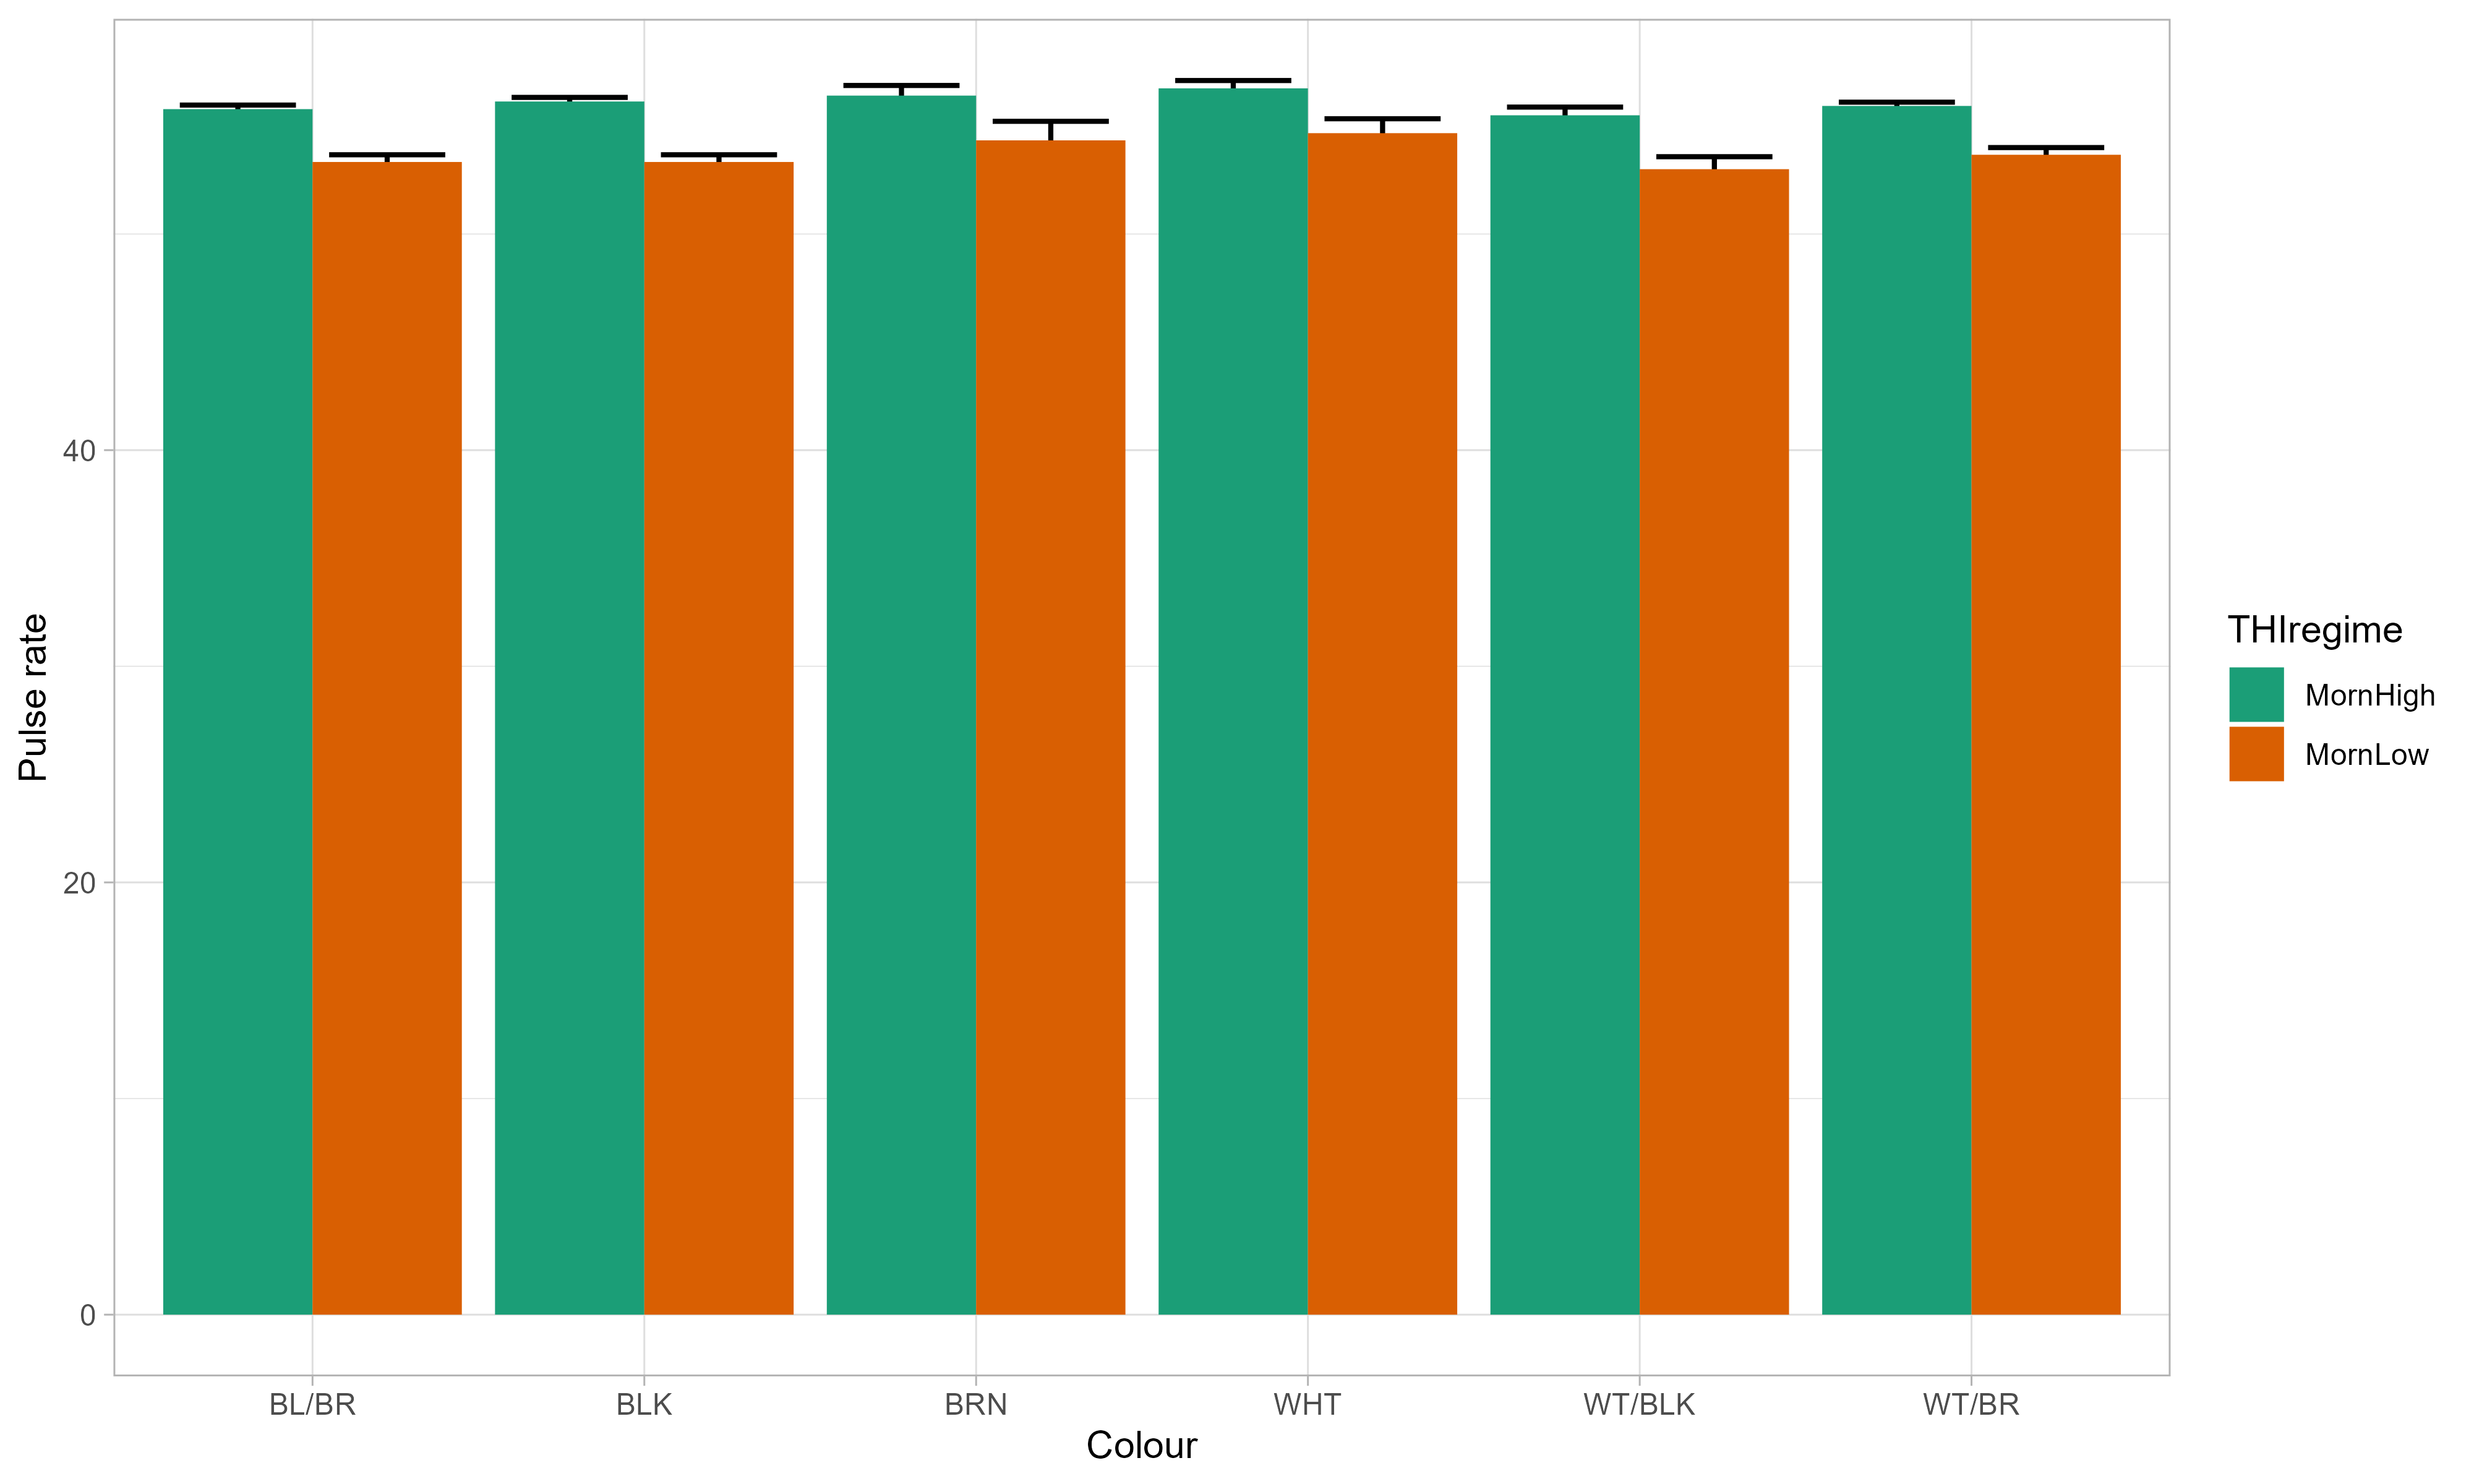 Pulse rate
40
20
0
BL/BR
BLK
BRN
WHT
WT/BLK
WT/BR
Colour
THIregime
MornHigh
MornLow